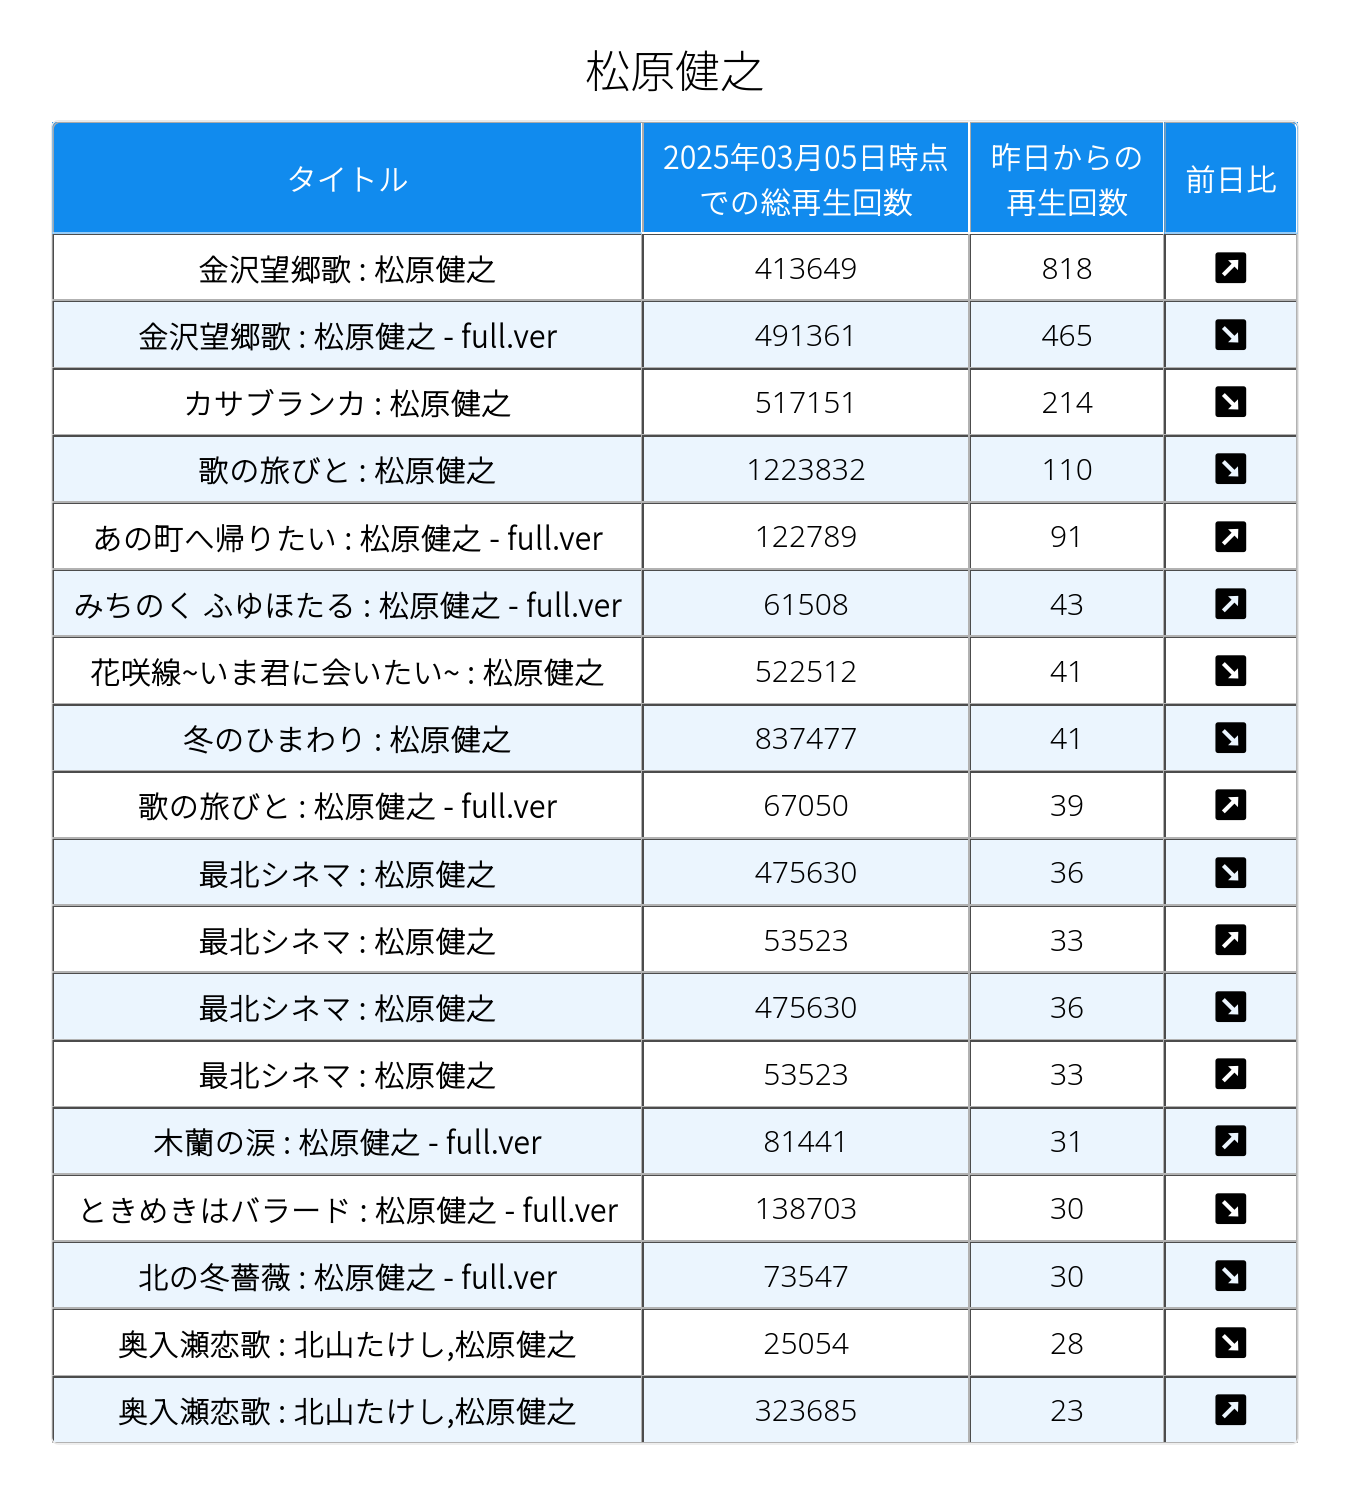 松原健之
タイトル 2025年03月05日時点での総再生回数 昨日からの再生回数 前日比
金沢望郷歌 : 松原健之 413649 818 ↗
金沢望郷歌 : 松原健之 - full.ver 491361 465 ↘
カサブランカ : 松原健之 517151 214 ↘
歌の旅びと : 松原健之 1223832 110 ↘
あの町へ帰りたい : 松原健之 - full.ver 122789 91 ↗
みちのく ふゆほたる : 松原健之 - full.ver 61508 43 ↗
花咲線~いま君に会いたい~ : 松原健之 522512 41 ↘
冬のひまわり : 松原健之 837477 41 ↘
歌の旅びと : 松原健之 - full.ver 67050 39 ↗
最北シネマ : 松原健之 475630 36 ↘
最北シネマ : 松原健之 53523 33 ↗
最北シネマ : 松原健之 475630 36 ↘
最北シネマ : 松原健之 53523 33 ↗
木蘭の涙 : 松原健之 - full.ver 81441 31 ↗
ときめきはバラード : 松原健之 - full.ver 138703 30 ↘
北の冬薔薇 : 松原健之 - full.ver 73547 30 ↘
奥入瀬恋歌 : 北山たけし,松原健之 25054 28 ↘
奥入瀬恋歌 : 北山たけし,松原健之 323685 23 ↗